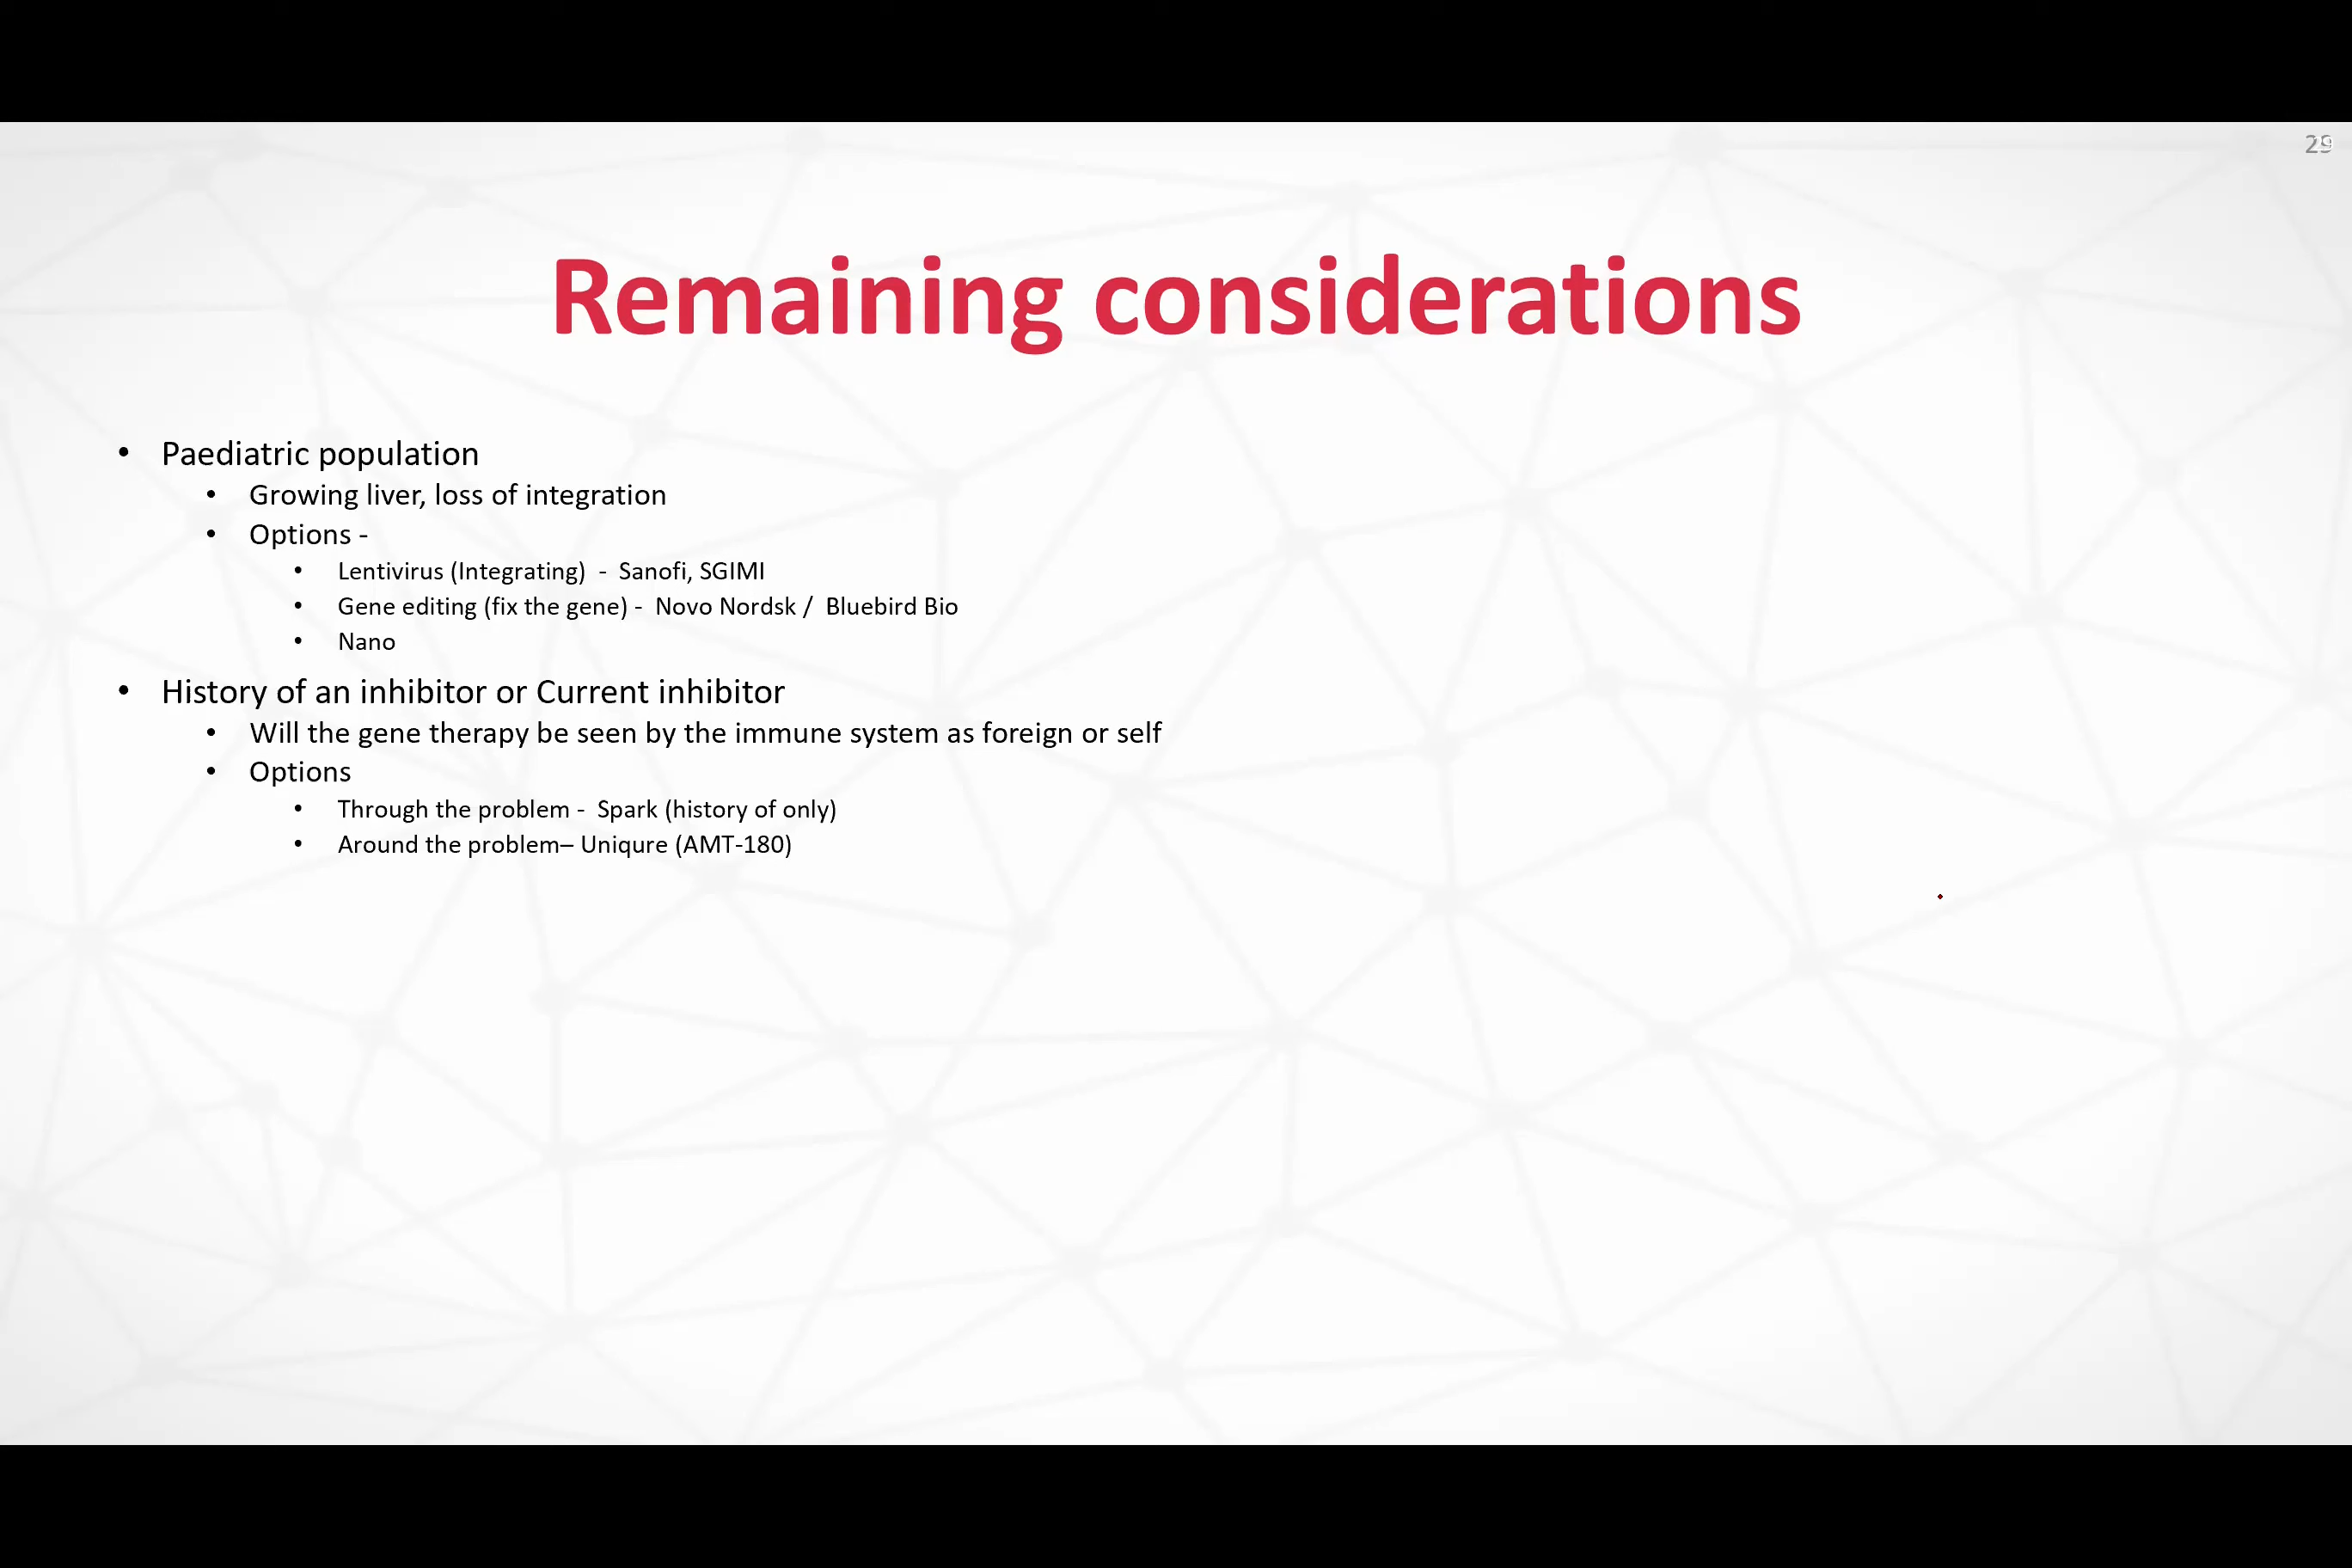 29
Remaining considerations
• Paediatric population
• Growing liver, loss of integration
• Options -
• Lentivirus (Integrating) - Sanofi, SGIMI
• Gene editing (fix the gene) - Novo Nordsk / Bluebird Bio
• Nano
• History of an inhibitor or Current inhibitor
• Will the gene therapy be seen by the immune system as foreign or self
• Options
• Through the problem - Spark (history of only)
• Around the problem– Uniqure (AMT-180)